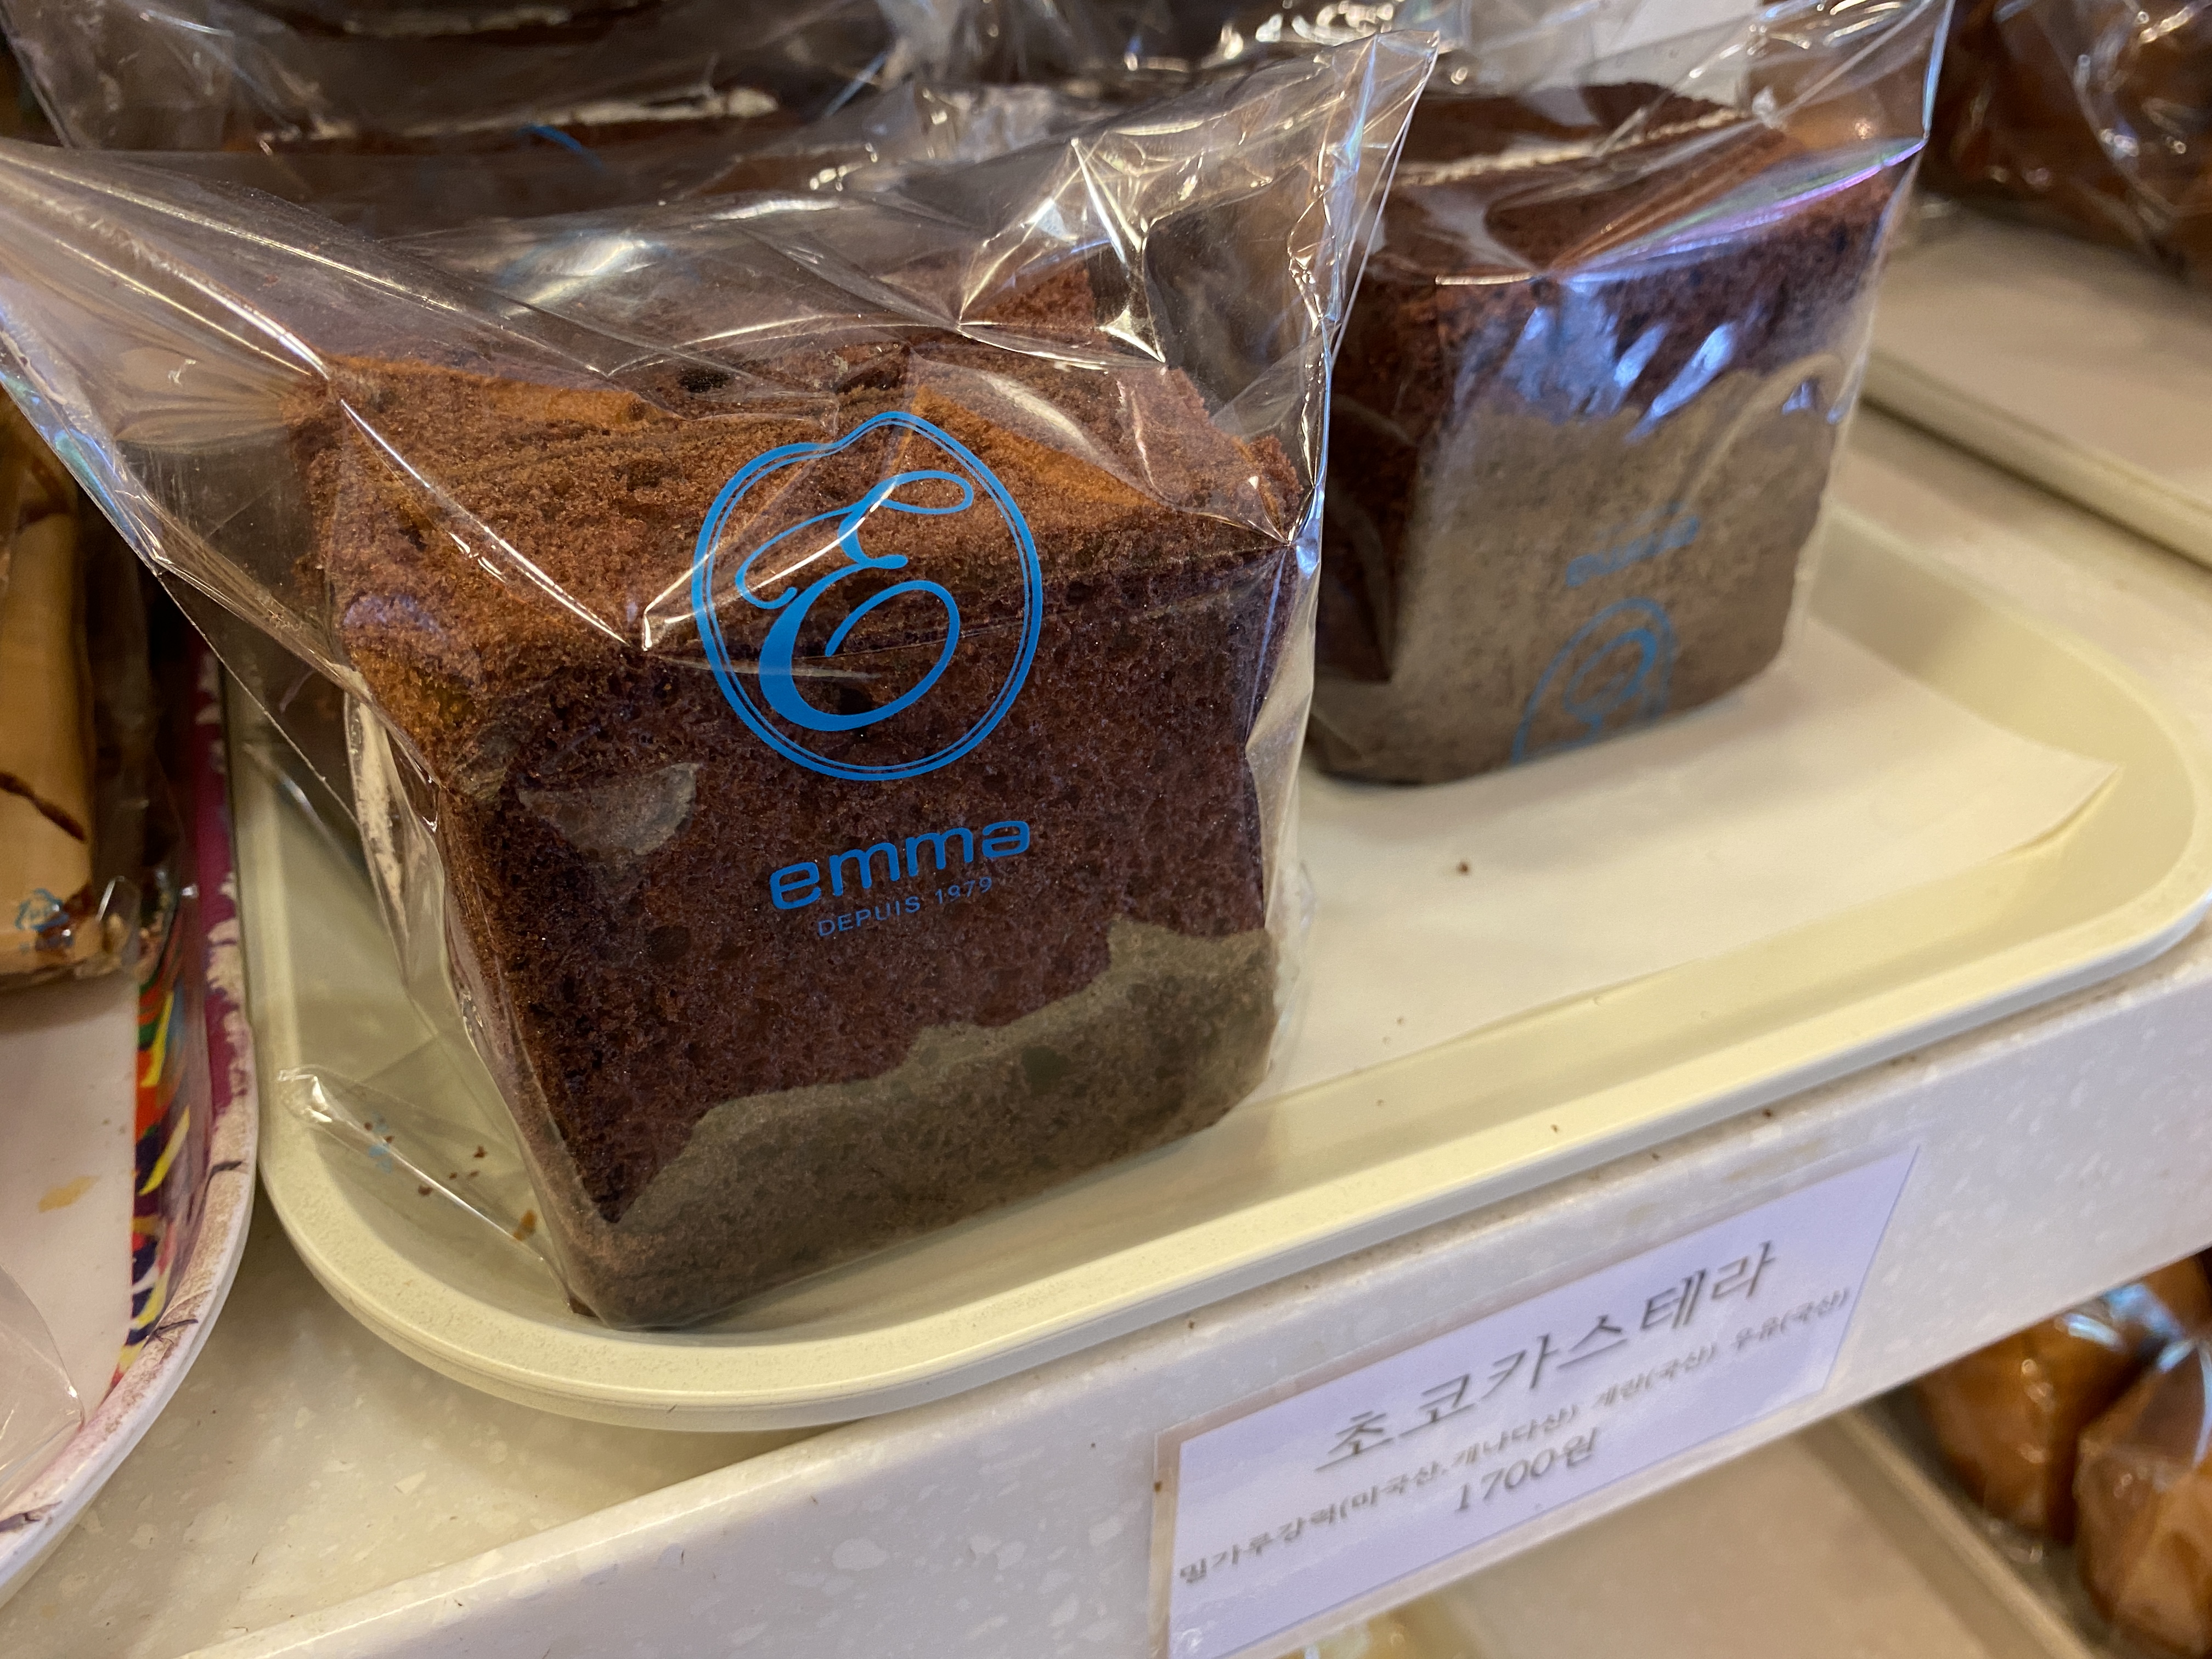 E
emma
DEPUIS 1979
초코카스테라
밀가루강력(미국산.캐나다산) 계란(국산) 우유(국산)
1700원